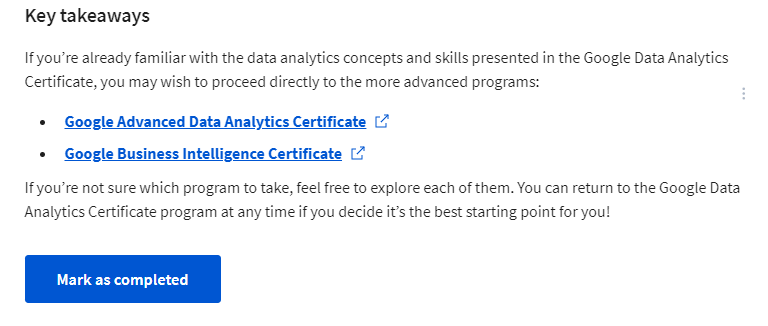 Key takeaways
If you’re already familiar with the data analytics concepts and skills presented in the Google Data Analytics
Certificate, you may wish to proceed directly to the more advanced programs:
• Google Advanced Data Analytics Certificate
• Google Business Intelligence Certificate
If you’re not sure which program to take, feel free to explore each of them. You can return to the Google Data
Analytics Certificate program at any time if you decide it’s the best starting point for you!
Mark as completed